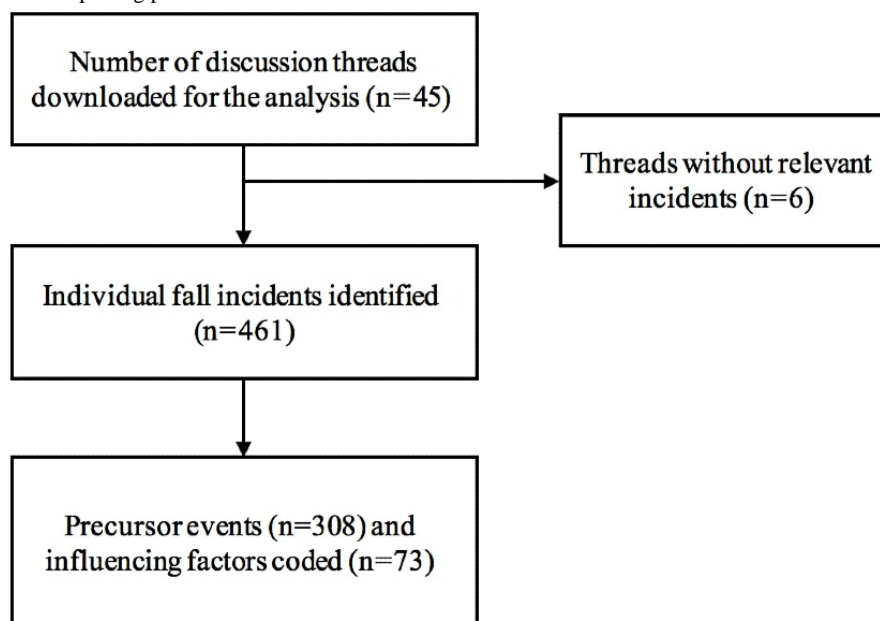 Number of discussion threads
downloaded for the analysis (n=45)
Threads without relevant
incidents (n=6)
Individual fall incidents identified
(n=461)
Precursor events (n=308) and
influencing factors coded (n=73)